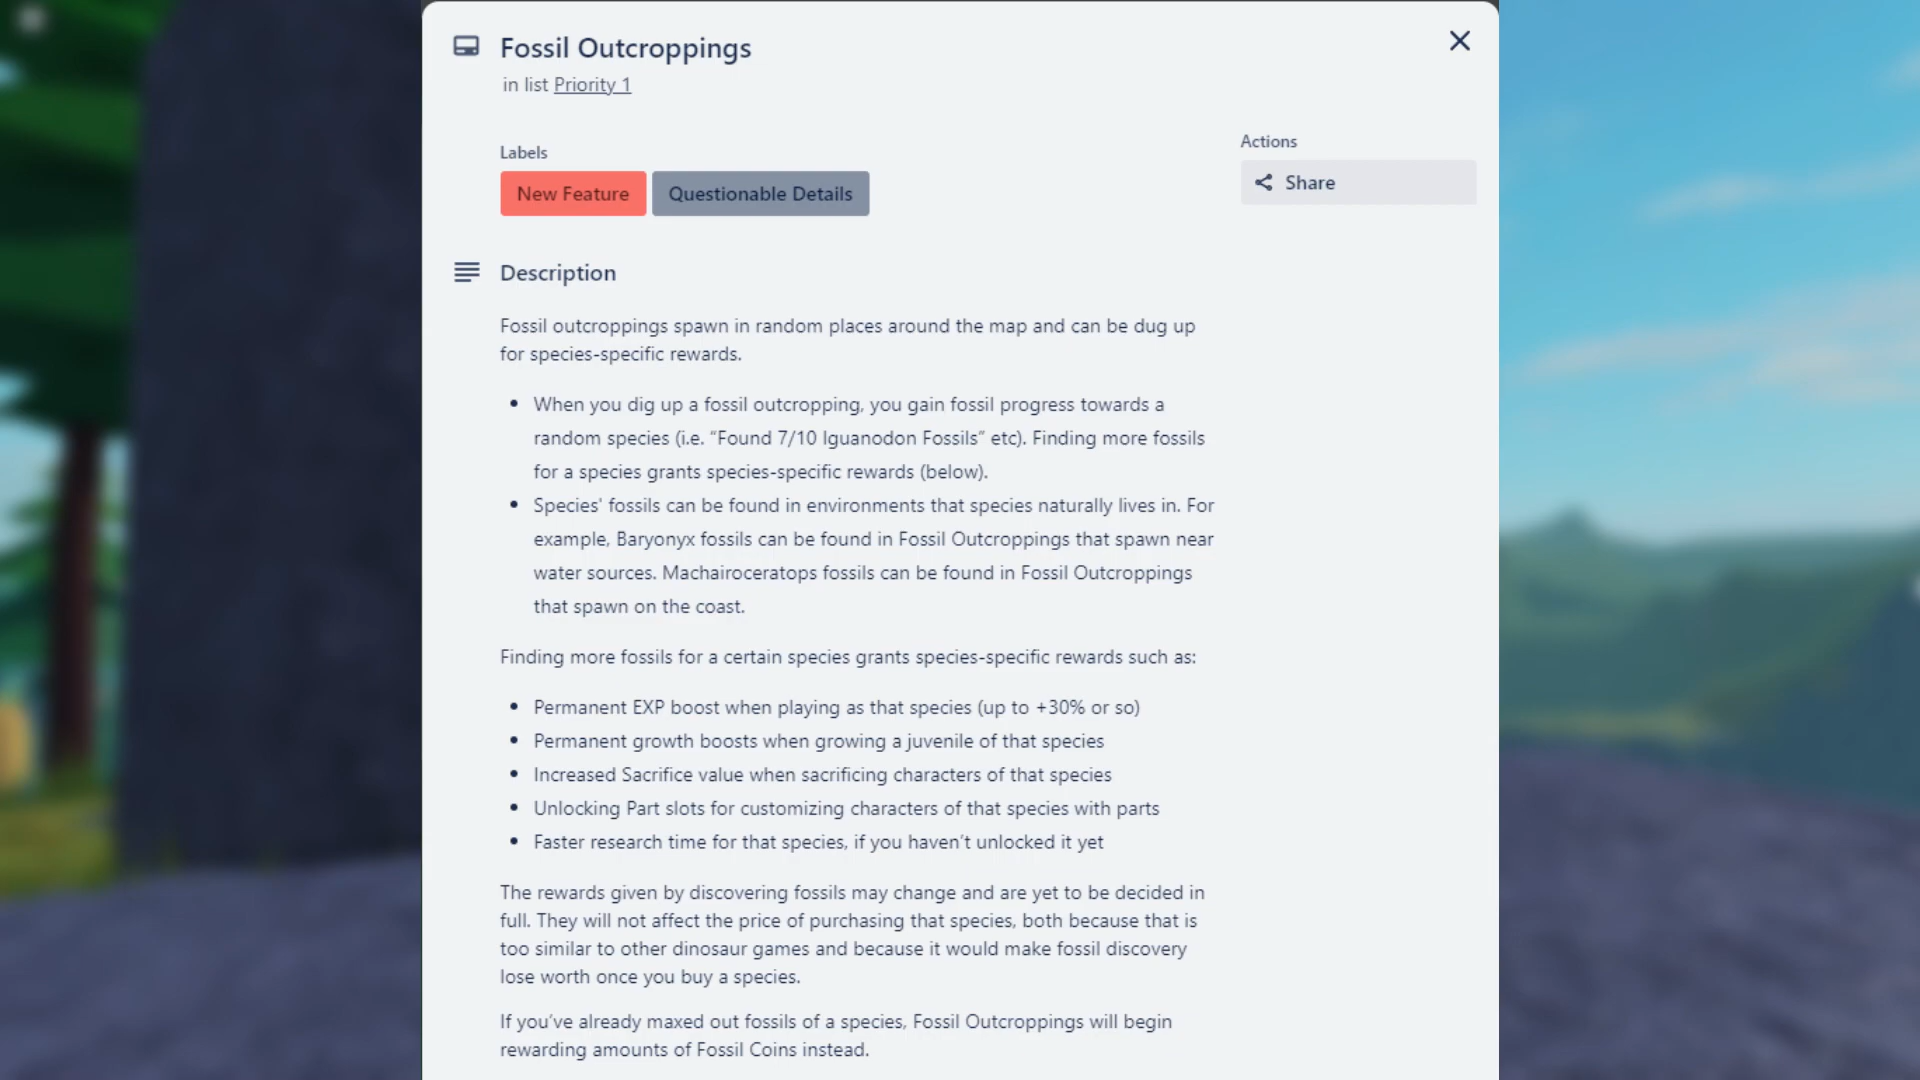 Fossil Outcroppings
in list Priority 1
Labels
New Feature
Questionable Details
Actions
Share
Description
Fossil outcroppings spawn in random places around the map and can be dug up
for species-specific rewards.
• When you dig up a fossil outcropping, you gain fossil progress towards a
random species (i.e. “Found 7/10 Iguanodon Fossils” etc). Finding more fossils
for a species grants species-specific rewards (below).
• Species' fossils can be found in environments that species naturally lives in. For
example, Baryonyx fossils can be found in Fossil Outcroppings that spawn near
water sources. Machairoceratops fossils can be found in Fossil Outcroppings
that spawn on the coast.
Finding more fossils for a certain species grants species-specific rewards such as:
• Permanent EXP boost when playing as that species (up to +30% or so)
• Permanent growth boosts when growing a juvenile of that species
• Increased Sacrifice value when sacrificing characters of that species
• Unlocking Part slots for customizing characters of that species with parts
• Faster research time for that species, if you haven’t unlocked it yet
The rewards given by discovering fossils may change and are yet to be decided in
full. They will not affect the price of purchasing that species, both because that is
too similar to other dinosaur games and because it would make fossil discovery
lose worth once you buy a species.
If you’ve already maxed out fossils of a species, Fossil Outcroppings will begin
rewarding amounts of Fossil Coins instead.